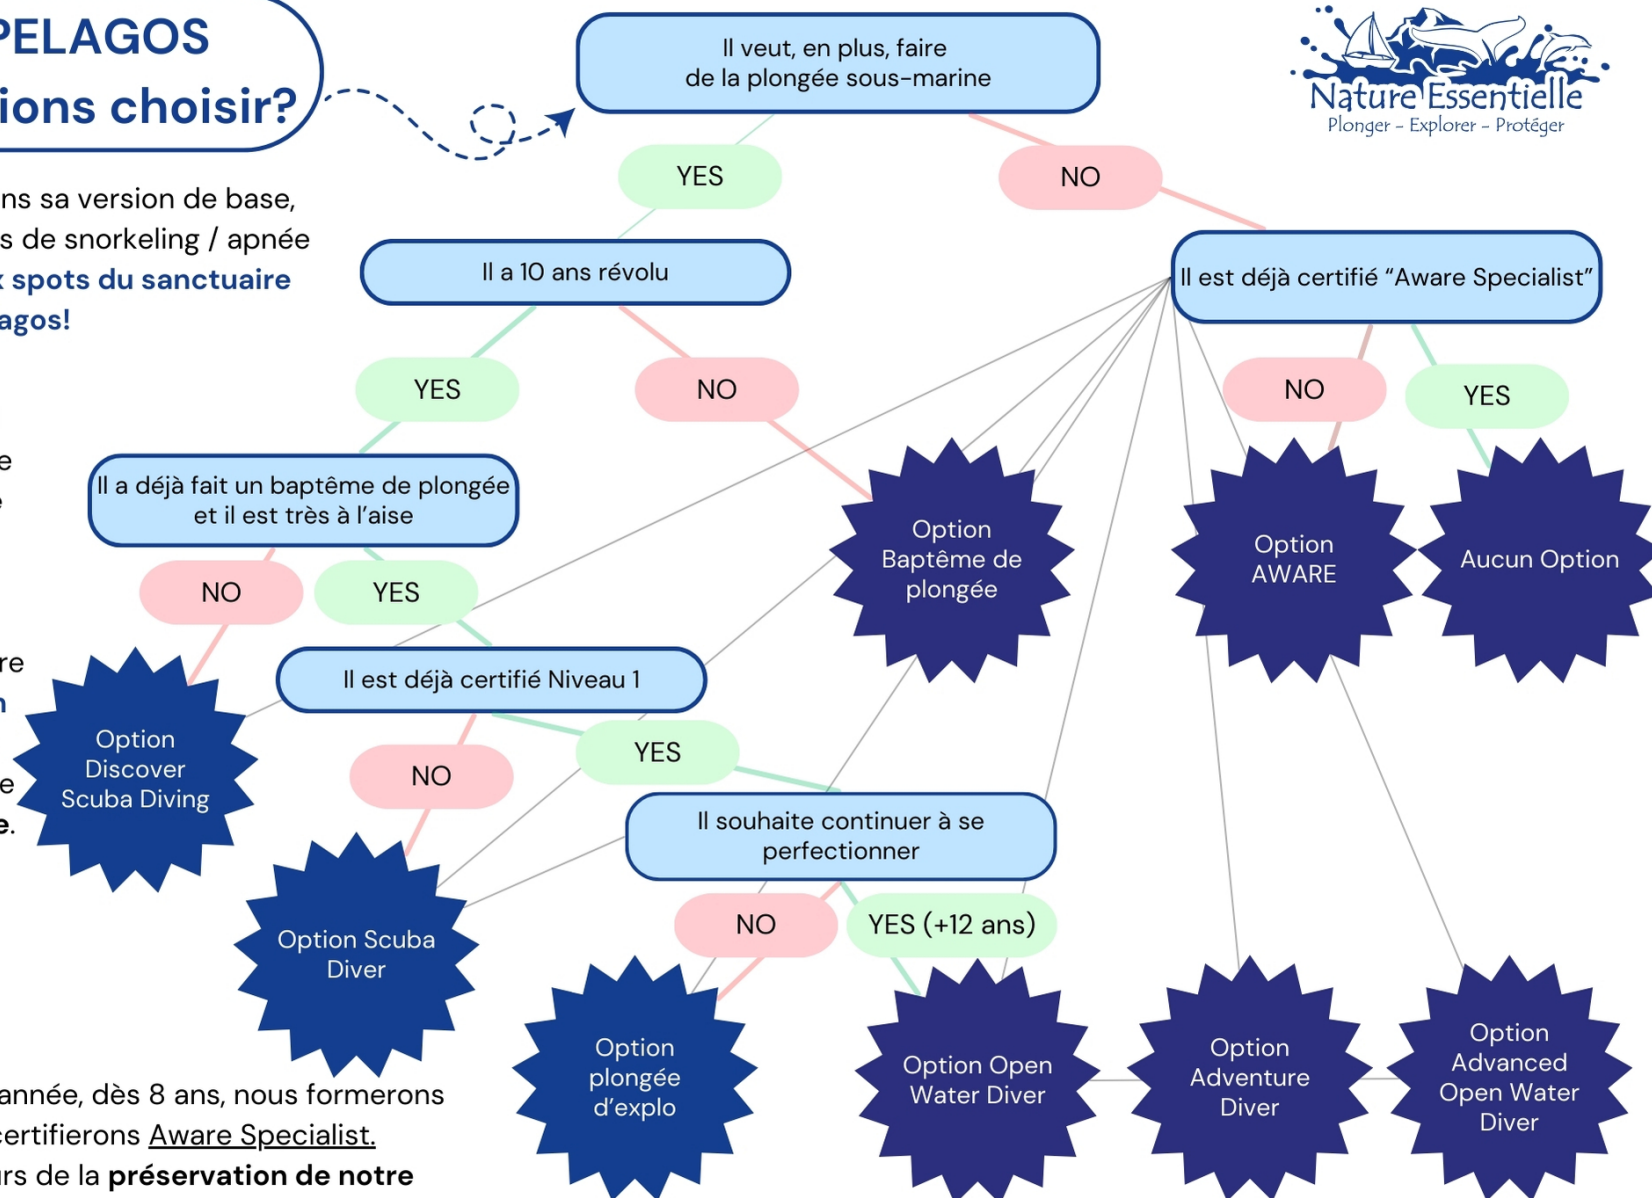 PELAGOS
ions choisir?
ns sa version de base,
s de snorkeling / apnée
x spots du sanctuaire
agos!
e
e
re
n
e
e.
année, dès 8 ans, nous formerons
certifierons Aware Specialist.
rs de la préservation de notre
Il veut, en plus, faire
de la plongée sous-marine
Nature Essentielle
Plonger - Explorer - Protéger
YES
NO
Il a 10 ans révolu
Il est déjà certifié “Aware Specialist”
YES
NO
NO
YES
Il a déjà fait un baptême de plongée
et il est très à l’aise
Option
Baptême de
plongée
Option
AWARE
Aucun Option
NO
YES
Il est déjà certifié Niveau 1
Option
Discover
Scuba Diving
NO
YES
Il souhaite continuer à se
perfectionner
Option Scuba
Diver
NO
YES (+12 ans)
Option
plongée
d’explo
Option Open
Water Diver
Option
Adventure
Diver
Option
Advanced
Open Water
Diver